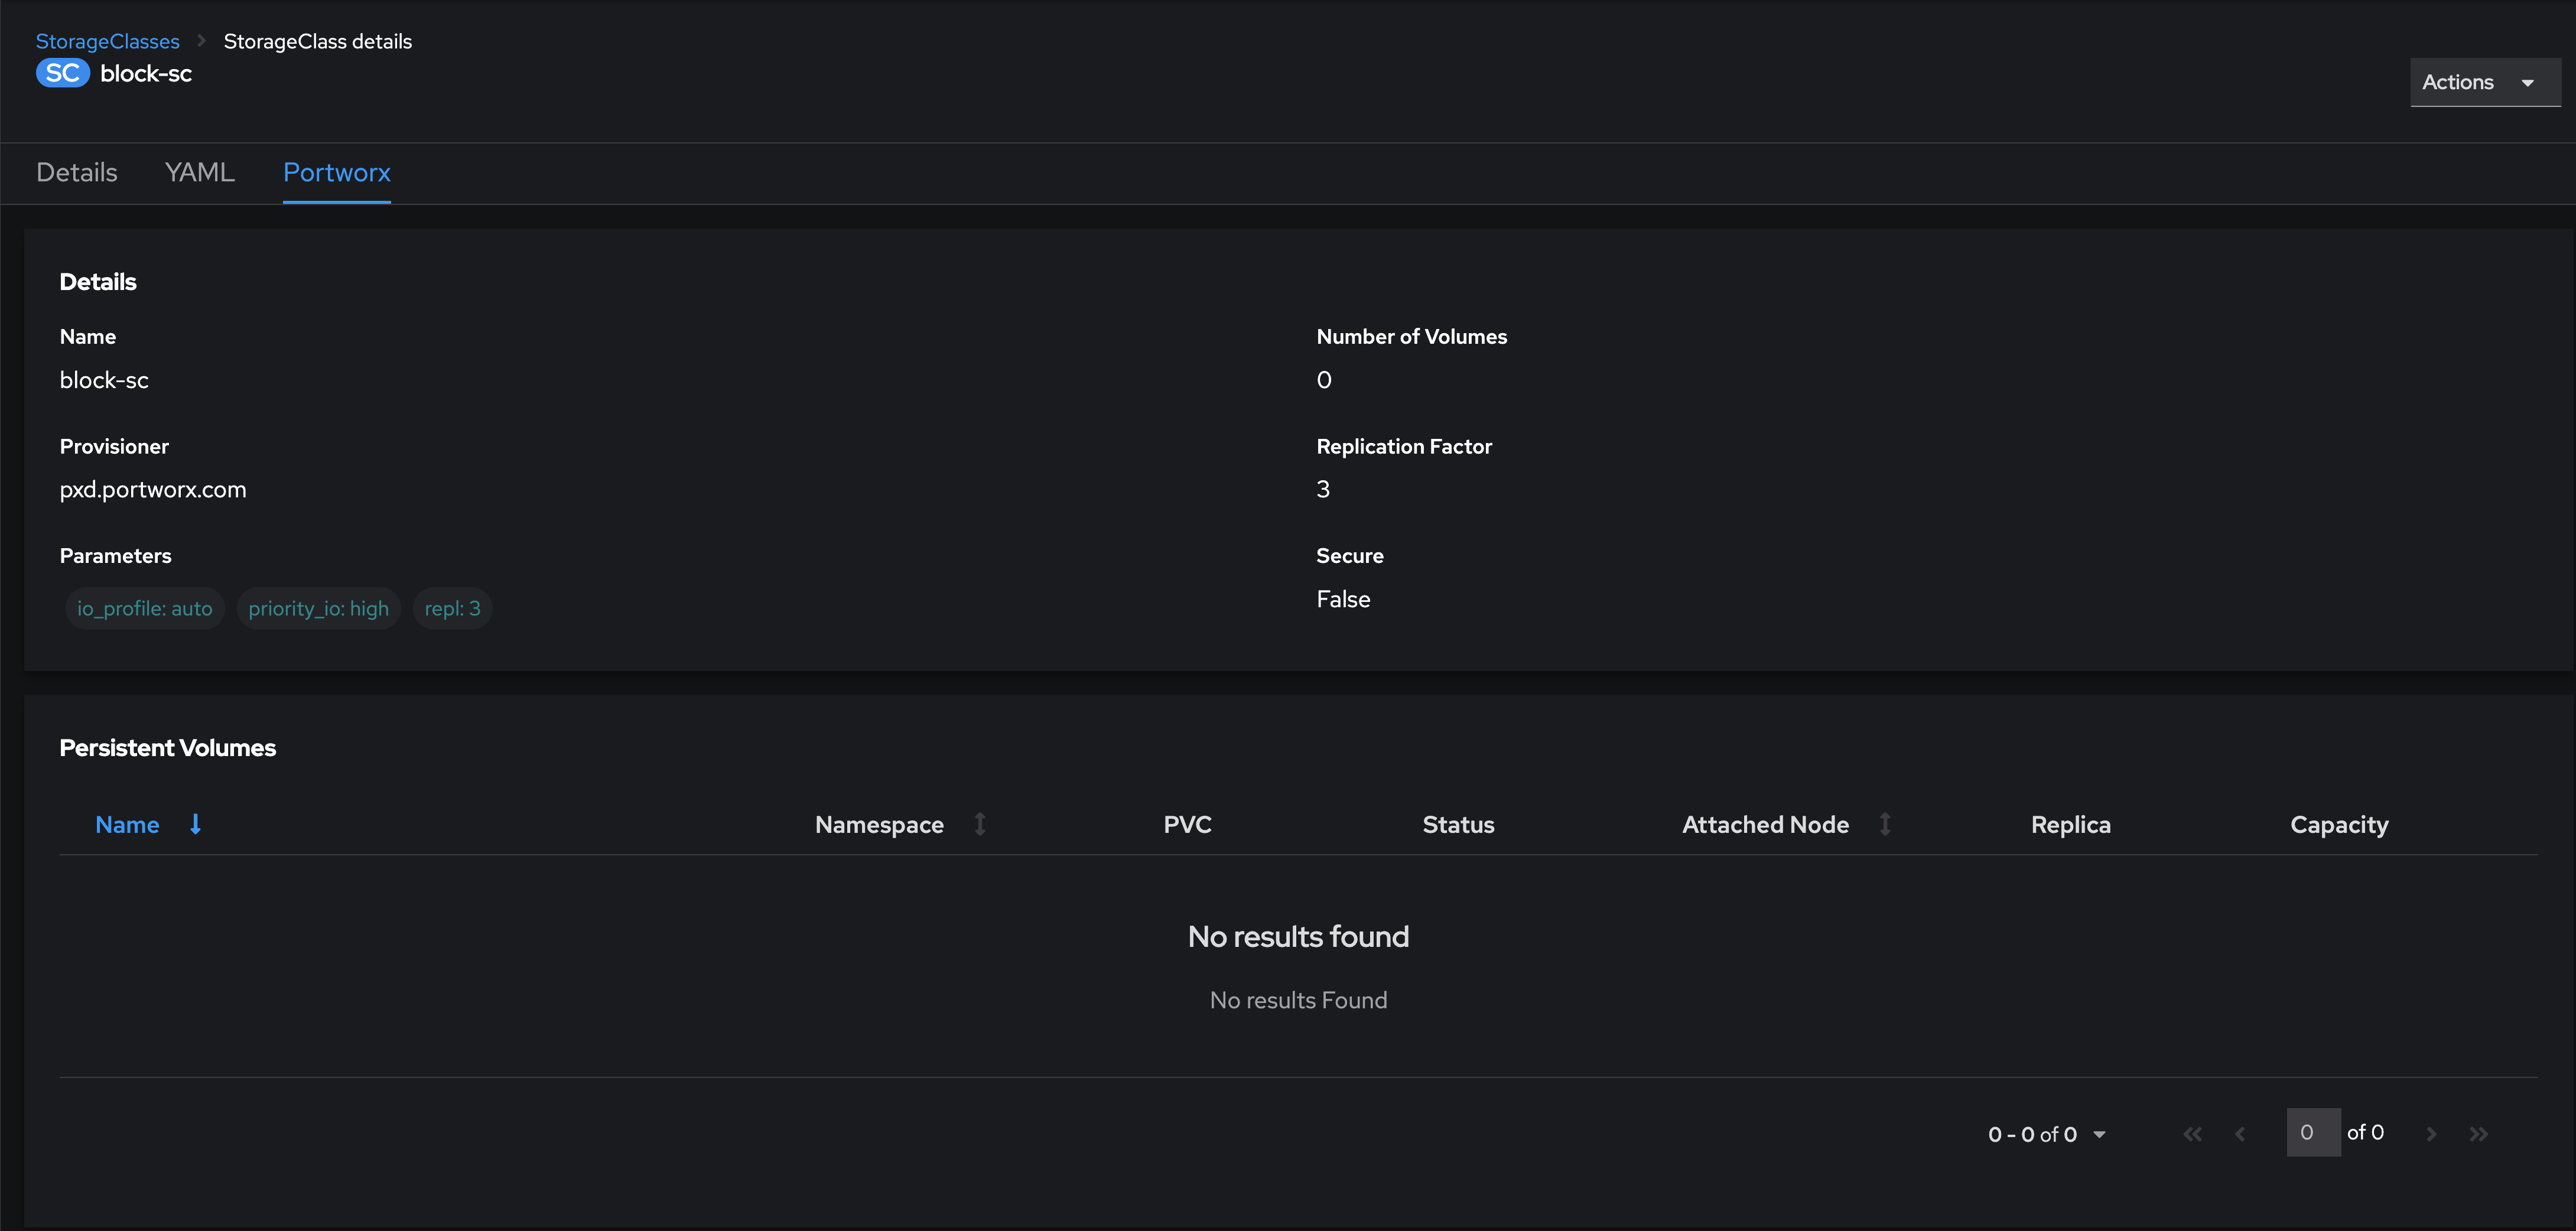 StorageClasses > StorageClass details
SC block-sc
Actions
Details YAML Portworx
Details
Name
block-sc
Number of Volumes
0
Provisioner
pxd.portworx.com
Replication Factor
3
Parameters
io_profile: auto priority_io: high repl: 3
Secure
False
Persistent Volumes
Name Namespace PVC Status Attached Node Replica Capacity
No results found
No results Found
0 - 0 of 0 0 of 0